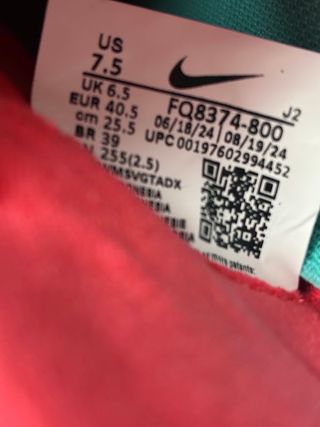 US
7.5
UK 6.5
EUR 40.5
cm 25.5
BR 39
255(2.5)
FQ8374-800 J2
06/18/24 08/19/24
UPC 00197602994452
VMSVGTADX